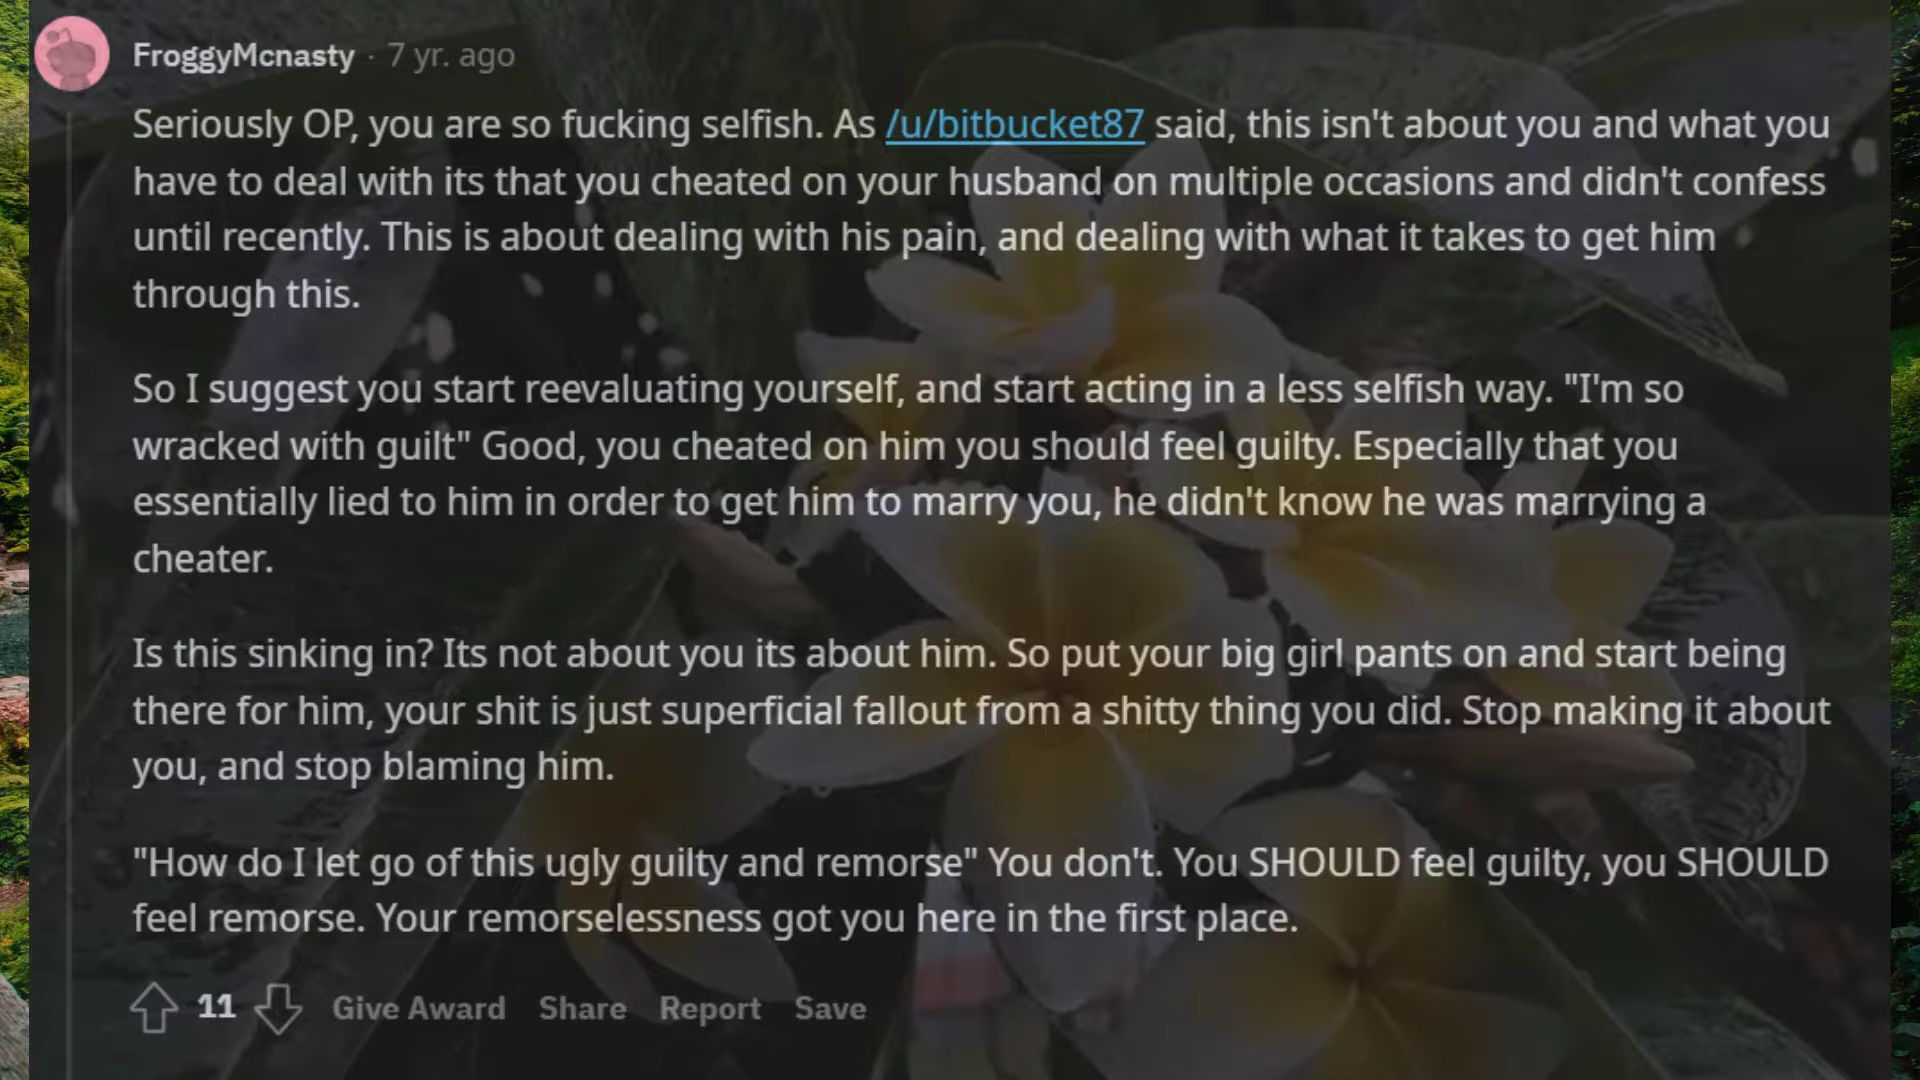 FroggyMcnasty · 7 yr. ago
Seriously OP, you are so fucking selfish. As /u/bitbucket87 said, this isn't about you and what you
have to deal with its that you cheated on your husband on multiple occasions and didn't confess
until recently. This is about dealing with his pain, and dealing with what it takes to get him
through this.
So I suggest you start reevaluating yourself, and start acting in a less selfish way. "I'm so
wracked with guilt" Good, you cheated on him you should feel guilty. Especially that you
essentially lied to him in order to get him to marry you, he didn't know he was marrying a
cheater.
Is this sinking in? Its not about you its about him. So put your big girl pants on and start being
there for him, your shit is just superficial fallout from a shitty thing you did. Stop making it about
you, and stop blaming him.
"How do I let go of this ugly guilty and remorse" You don't. You SHOULD feel guilty, you SHOULD
feel remorse. Your remorselessness got you here in the first place.
11 Give Award Share Report Save